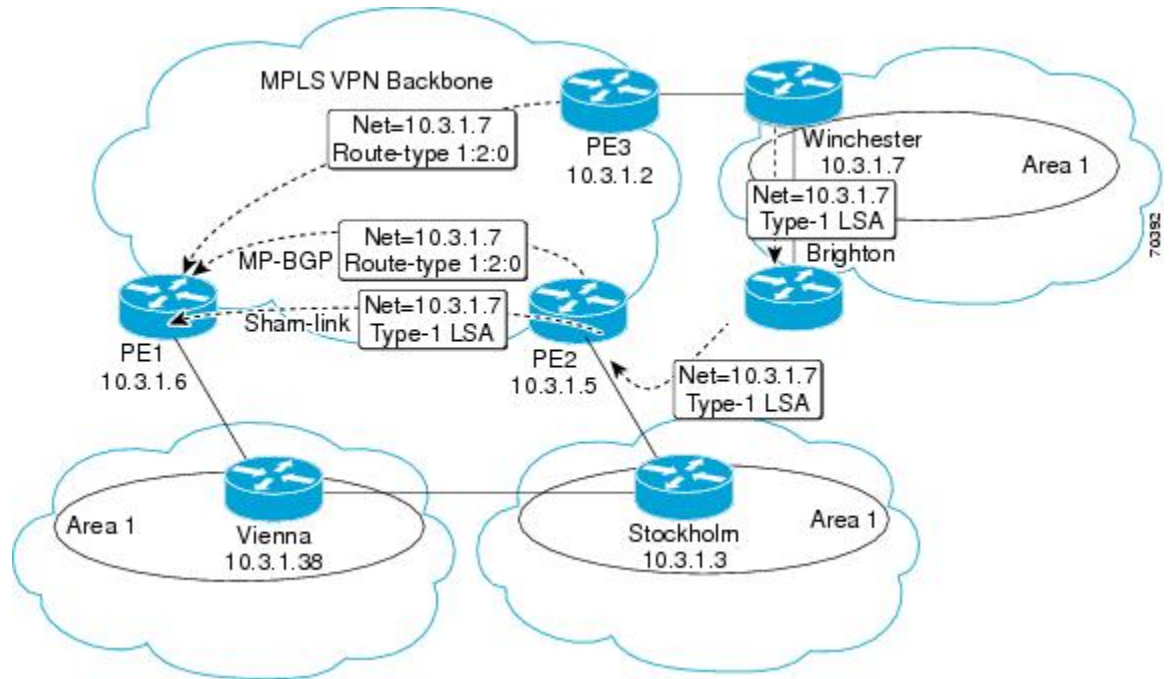 MPLS VPN Backbone
Net=10.3.1.7
Route-type 1:2:0
PE3
10.3.1.2
Winchester
10.3.1.7
Area 1
Net=10.3.1.7
Type-1 LSA
Brighton
70392
Net=10.3.1.7
Route-type 1:2:0
MP-BGP
Net=10.3.1.7
Type-1 LSA
Sham-link
PE1
10.3.1.6
PE2
10.3.1.5
Net=10.3.1.7
Type-1 LSA
Area 1
Vienna
10.3.1.38
Stockholm
10.3.1.3
Area 1